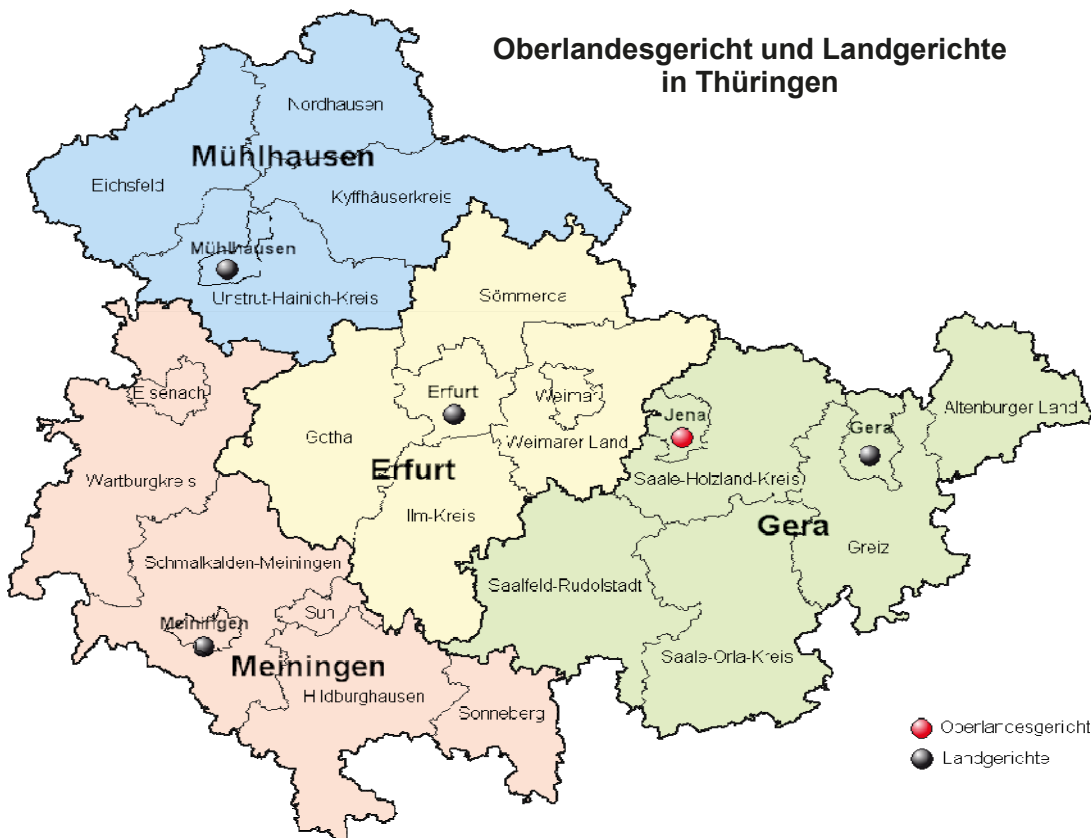 Oberlandesgericht und Landgerichte
in Thüringen
Nordhausen
Mühlhausen
Eichsfeld
Kyffhäuserkreis
Mühlhausen
Unstrut-Hainich-Kreis
Sömmerca
Eisenach
Erfurt
Weimar
Altenburger Land
Jena
Gera
Gotha
Weimarer Land
Erfurt
Wartburgkreis
Saale-Holzland-Kreis
Ilm-Kreis
Gera
Greiz
Schmalkalden-Meiningen
Saalfeld-Rudolstadt
Suhl
Meiningen
Meiningen
Saale-Orla-Kreis
Hildburghausen
Sonneberg
Oberlandesgericht
Landgerichte